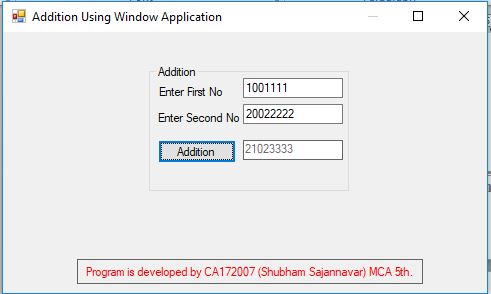 Addition Using Window Application
Addition
Enter First No 1001111
Enter Second No 20022222
Addition 21023333
Program is developed by CA172007 (Shubham Sajannavar) MCA 5th.